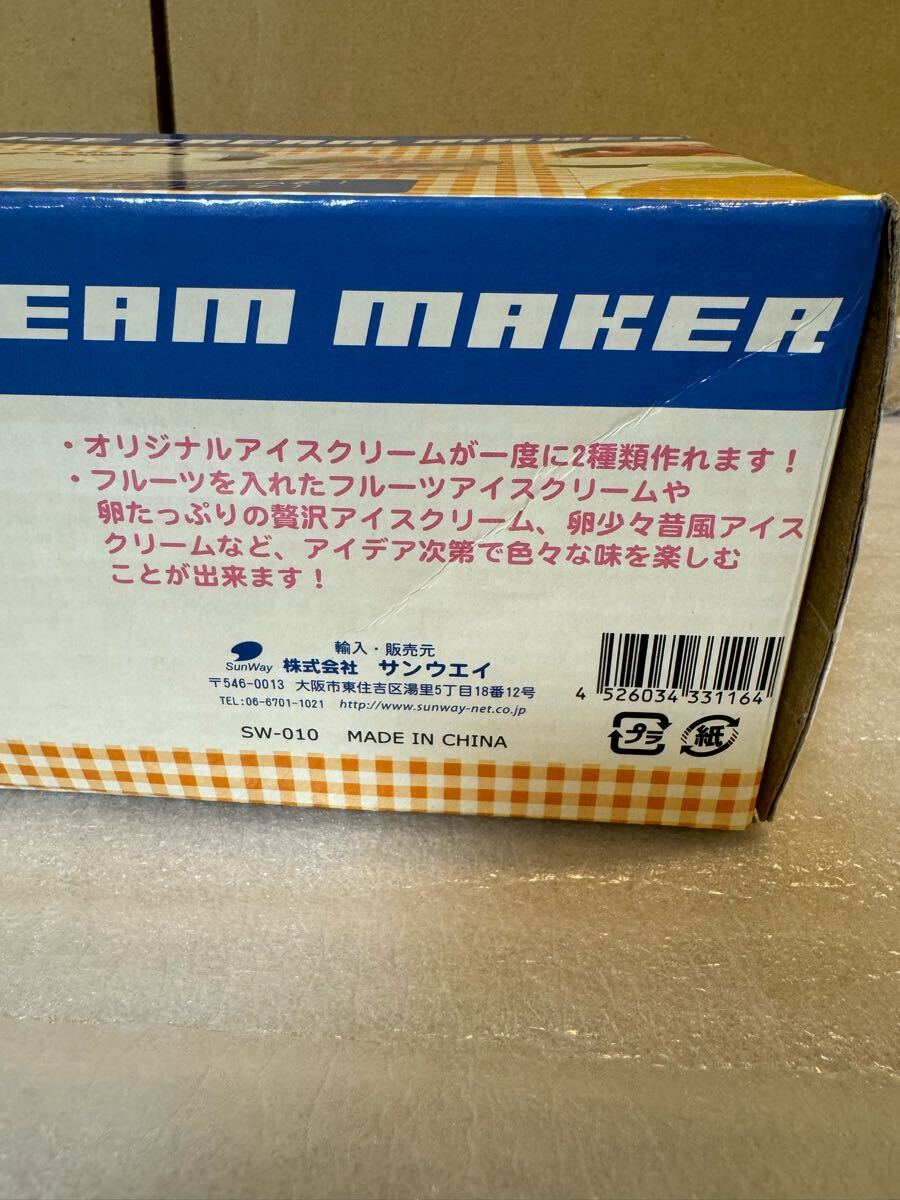 CREAM MAKER
EAM MAKER
・オリジナルアイスクリームが一度に2種類作れます！
・フルーツを入れたフルーツアイスクリームや
卵たっぷりの贅沢アイスクリーム、卵少々昔風アイス
クリームなど、アイデア次第で色々な味を楽しむ
ことが出来ます！
輸入・販売元
SunWay 株式会社 サンウエイ
〒546-0013 大阪市東住吉区湯里5丁目18番12号
TEL:06-6701-1021 http://www.sunway-net.co.jp
SW-010 MADE IN CHINA
4 526034 331164
プラ 紙